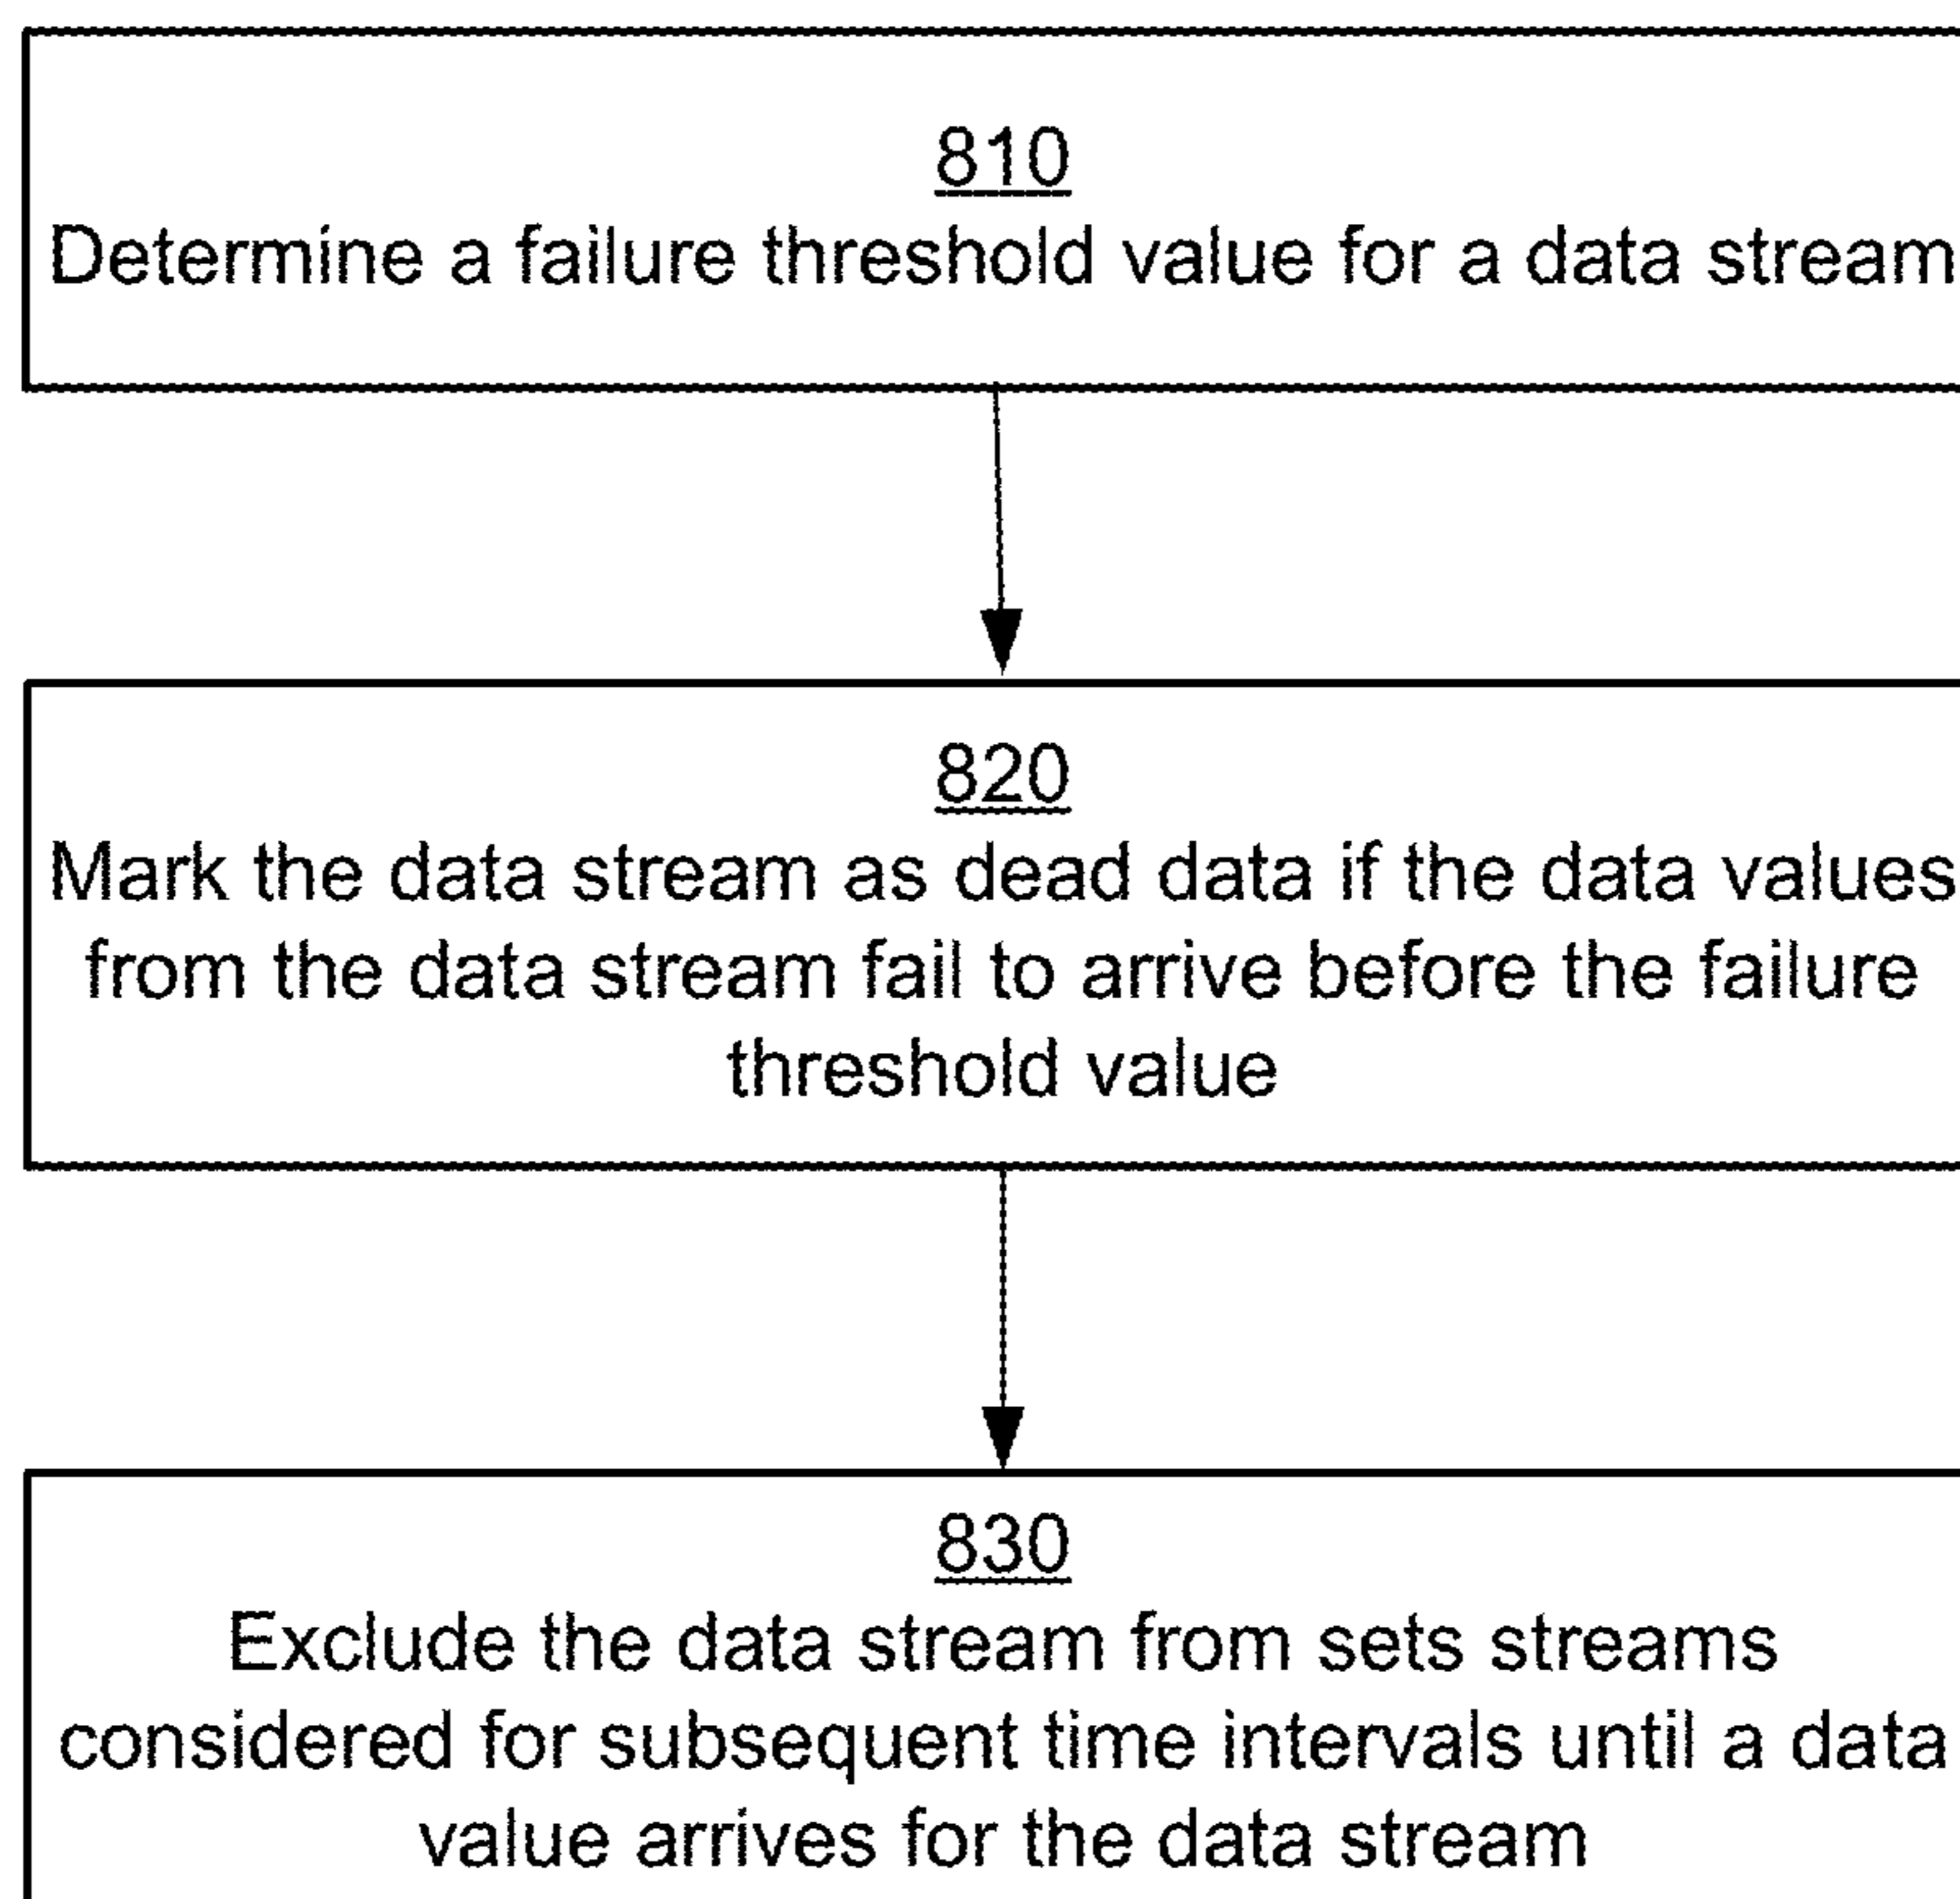 810
Determine a failure threshold value for a data stream
820
Mark the data stream as dead data if the data values
from the data stream fail to arrive before the failure
threshold value
830
Exclude the data stream from sets streams
considered for subsequent time intervals until a data
value arrives for the data stream